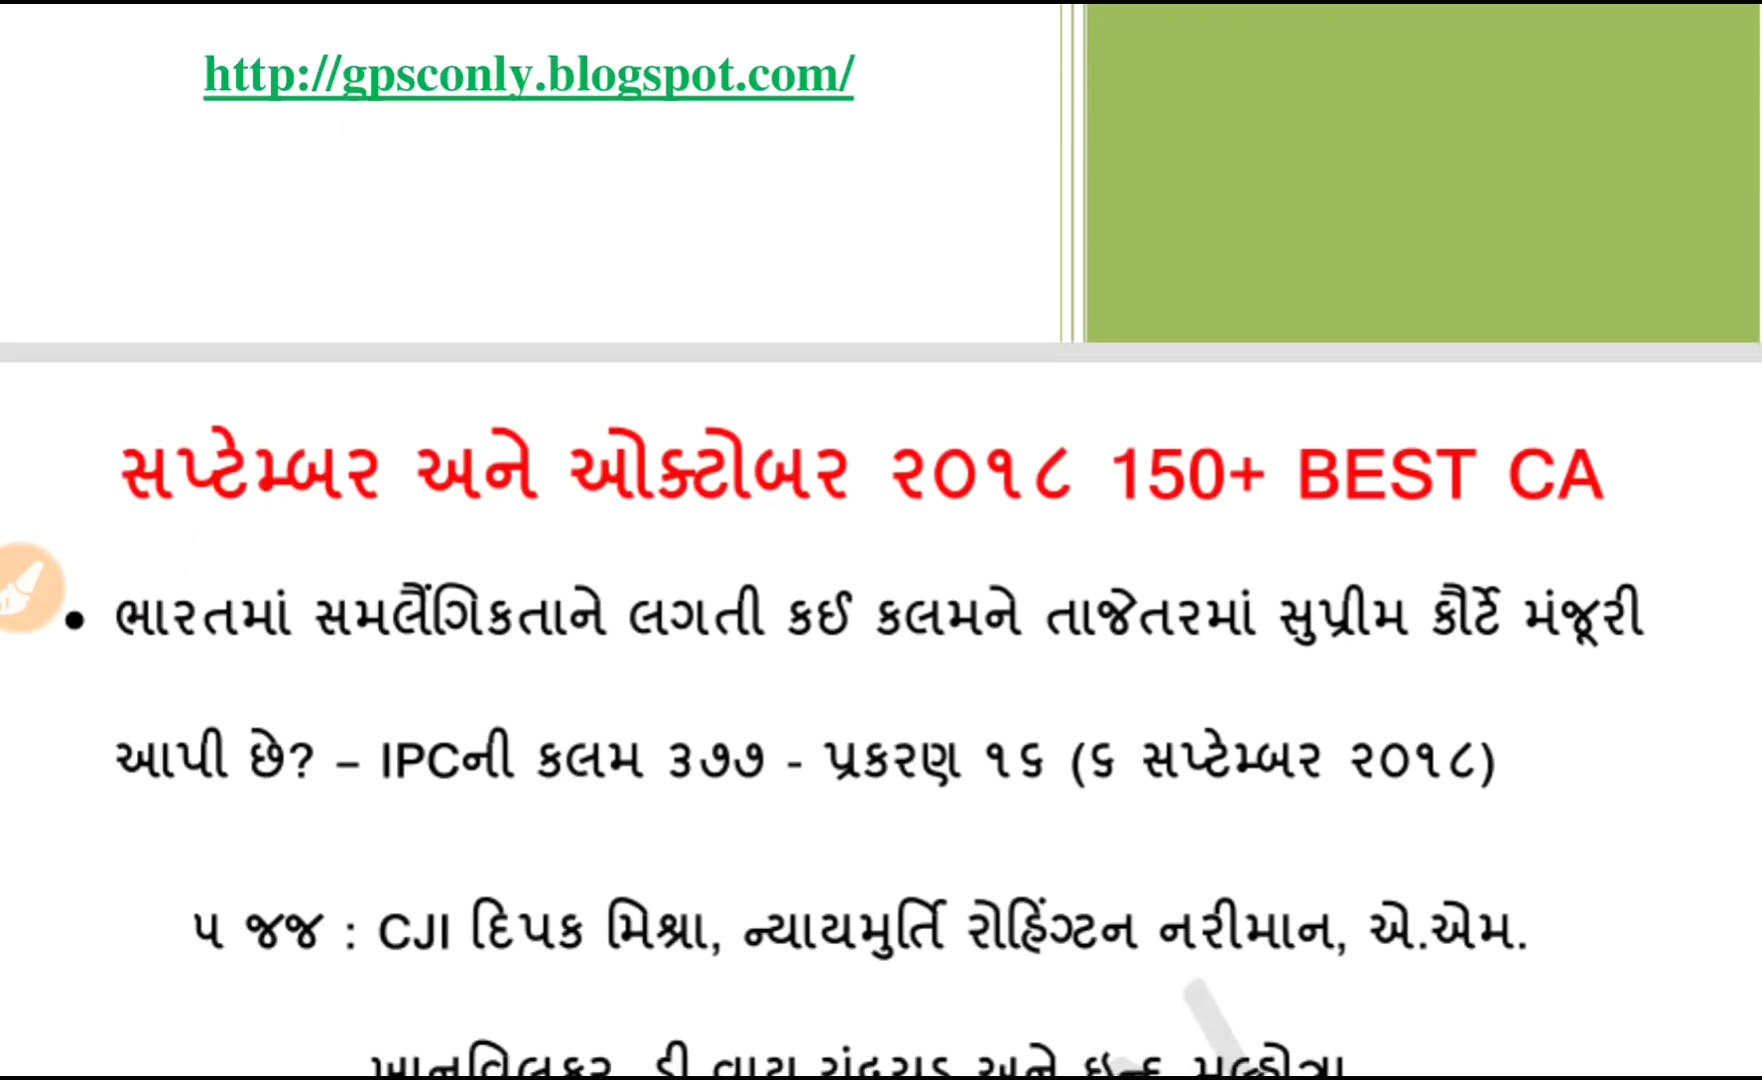 http://gpsconly.blogspot.com/
સપ્ટેમ્બર અને ઓક્ટોબર ૨૦૧૮ 150+ BEST CA
• ભારતમાં સમલૈંગિકતાને લગતી કઈ કલમને તાજેતરમાં સુપ્રીમ કૌર્ટે મંજૂરી
આપી છે? – IPCની કલમ ૩૭૭ - પ્રકરણ ૧૬ (૬ સપ્ટેમ્બર ૨૦૧૮)
૫ જજ : CJI દિપક મિશ્રા, ન્યાયમુર્તિ રોહિંગ્ટન નરીમાન, એ.એમ.
અને મલ્હોત્રા